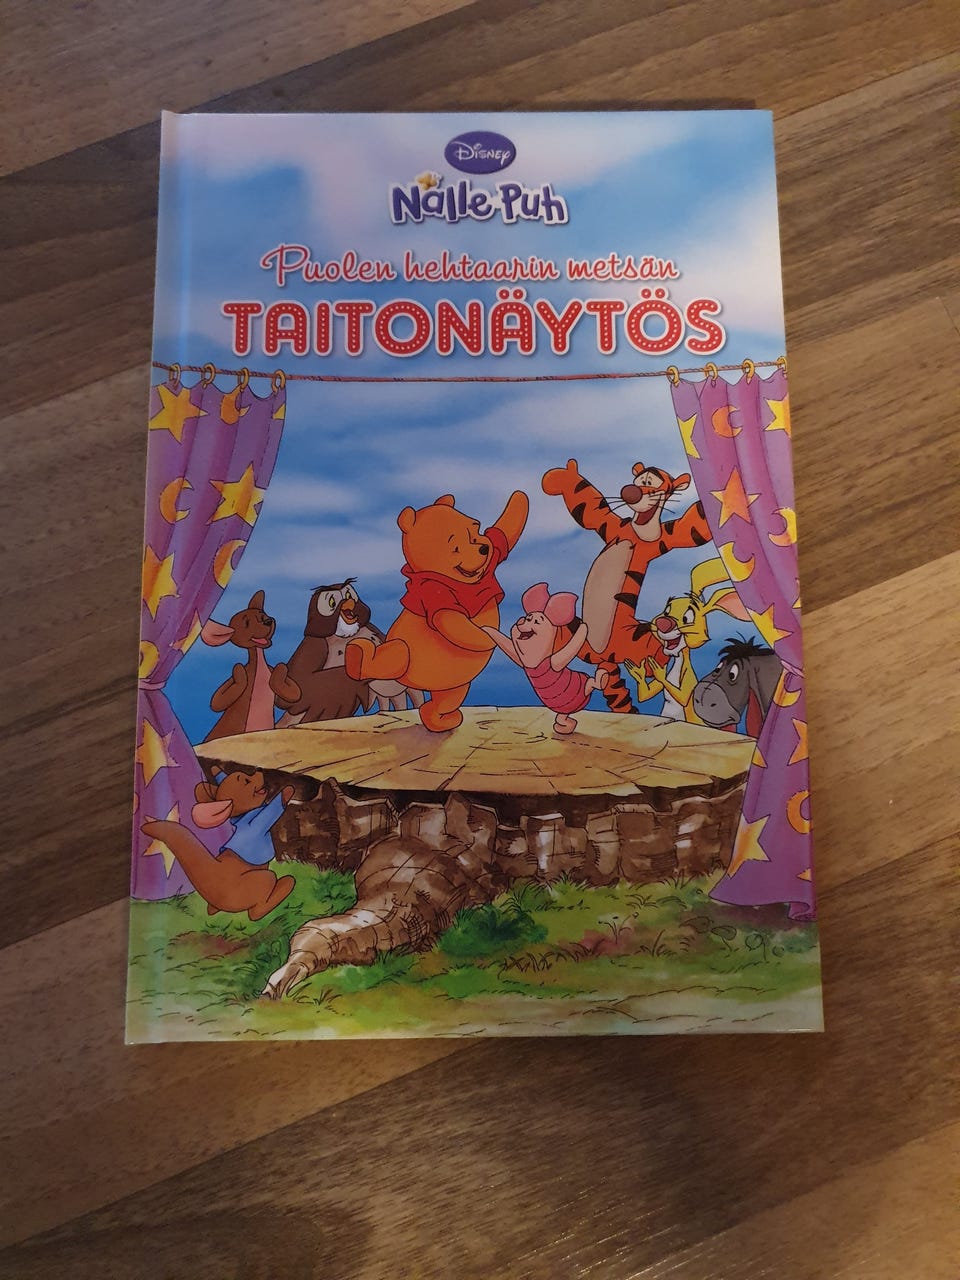 Disney
Nalle Puh
Puolen hehtaarin metsän
TAITONÄYTÖS